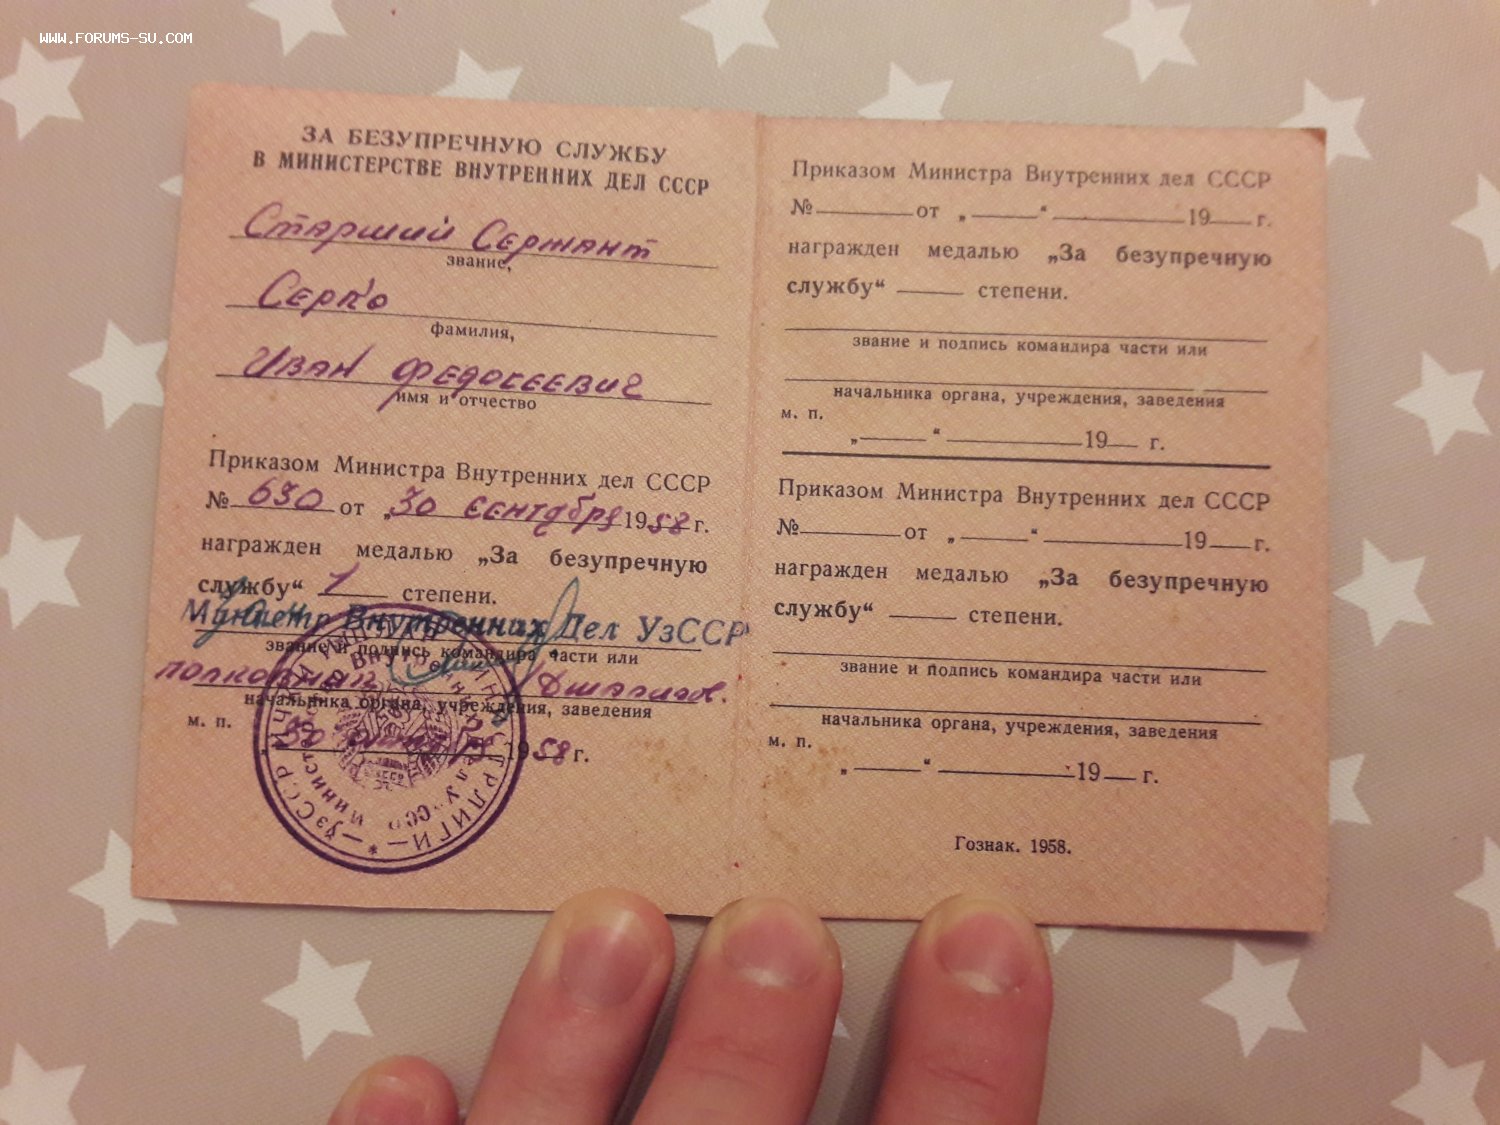 WWW.FORUMS-SU.COM
ЗА БЕЗУПРЕЧНУЮ СЛУЖБУ
В МИНИСТЕРСТВЕ ВНУТРЕННИХ ДЕЛ СССР
Старший Сержант
звание,
Серко
фамилия,
Иван Федосеевич
имя и отчество
Приказом Министра Внутренних дел СССР
№ 630 от „30 сентября 1958 г.
награжден медалью „За безупречную
службу“ 1 степени.
Министр Внутренних Дел УзССР
звание и подпись командира части или
полковник
начальника органа, учреждения, заведения
м. п.
„30 1958 г.
Приказом Министра Внутренних дел СССР
№ от „ “ 19 г.
награжден медалью „За безупречную
службу“ степени.
звание и подпись командира части или
начальника органа, учреждения, заведения
м. п.
„ “ 19 г.
Приказом Министра Внутренних дел СССР
№ от „ “ 19 г.
награжден медалью „За безупречную
службу“ степени.
звание и подпись командира части или
начальника органа, учреждения, заведения
м. п.
„ “ 19 г.
Гознак. 1958.